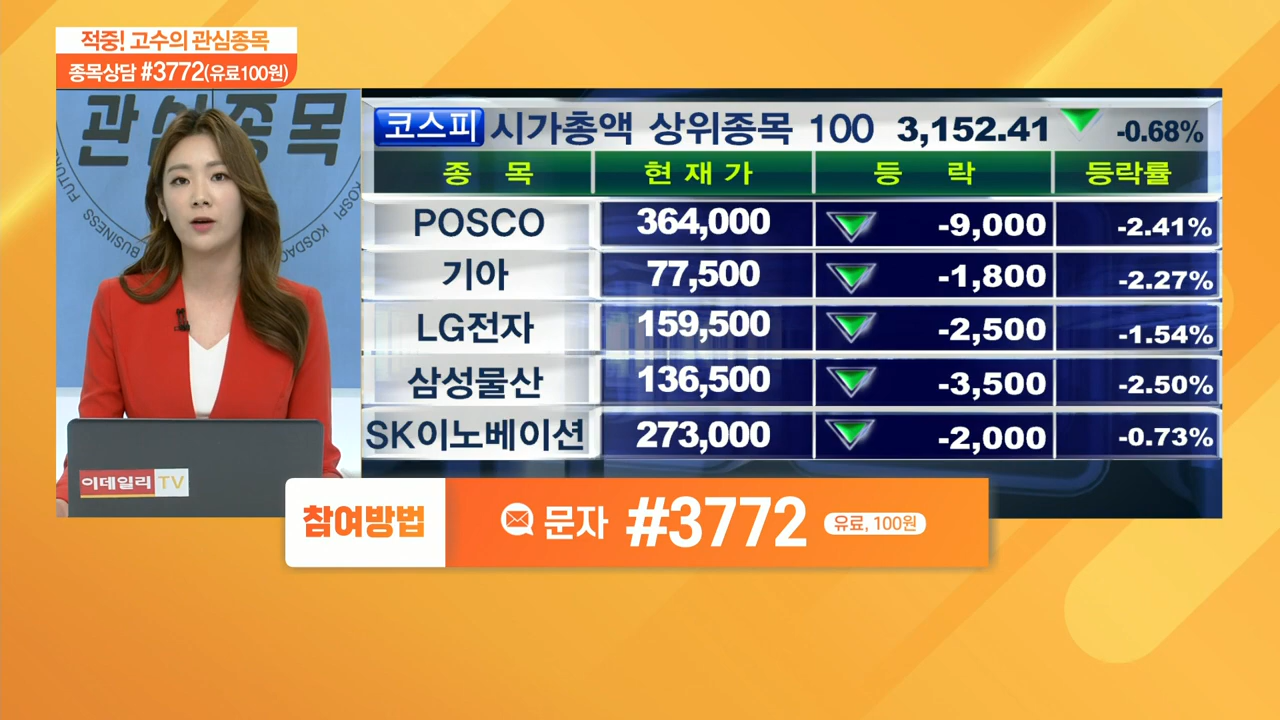 적중! 고수의 관심종목
종목상담 #3772(유료100원)
관심종목
BUSINESS FUTUR
KOSPI KOSDAQ
이데일리TV
코스피 시가총액 상위종목 100 3,152.41 ▼ -0.68%
종 목 현재가 등 락 등락률
POSCO 364,000 ▼ -9,000 -2.41%
기아 77,500 ▼ -1,800 -2.27%
LG전자 159,500 ▼ -2,500 -1.54%
삼성물산 136,500 ▼ -3,500 -2.50%
SK이노베이션 273,000 ▼ -2,000 -0.73%
참여방법 문자 #3772 유료, 100원